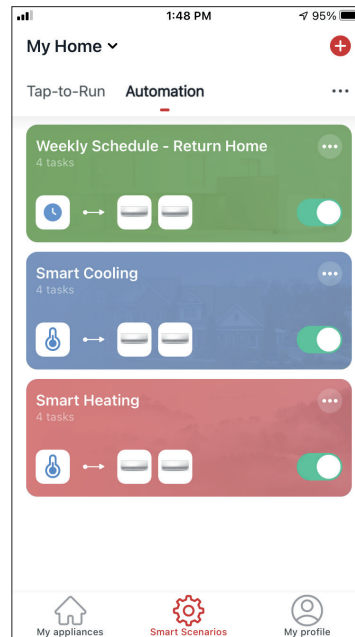 1:48 PM
95%
My Home
Tap-to-Run
Automation
Weekly Schedule - Return Home
4 tasks
Smart Cooling
4 tasks
Smart Heating
4 tasks
My appliances
Smart Scenarios
My profile